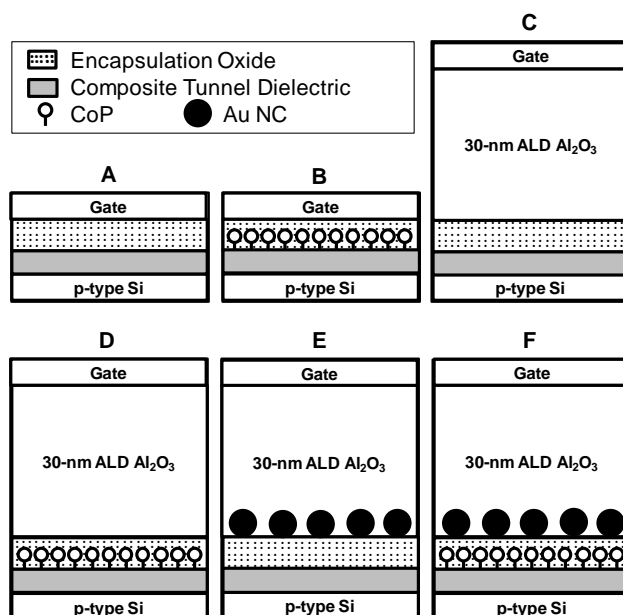 Encapsulation Oxide
Composite Tunnel Dielectric
CoP Au NC
A
Gate
p-type Si
B
Gate
p-type Si
C
Gate
30-nm ALD Al₂O₃
p-type Si
D
Gate
30-nm ALD Al₂O₃
p-type Si
E
Gate
30-nm ALD Al₂O₃
p-type Si
F
Gate
30-nm ALD Al₂O₃
p-type Si